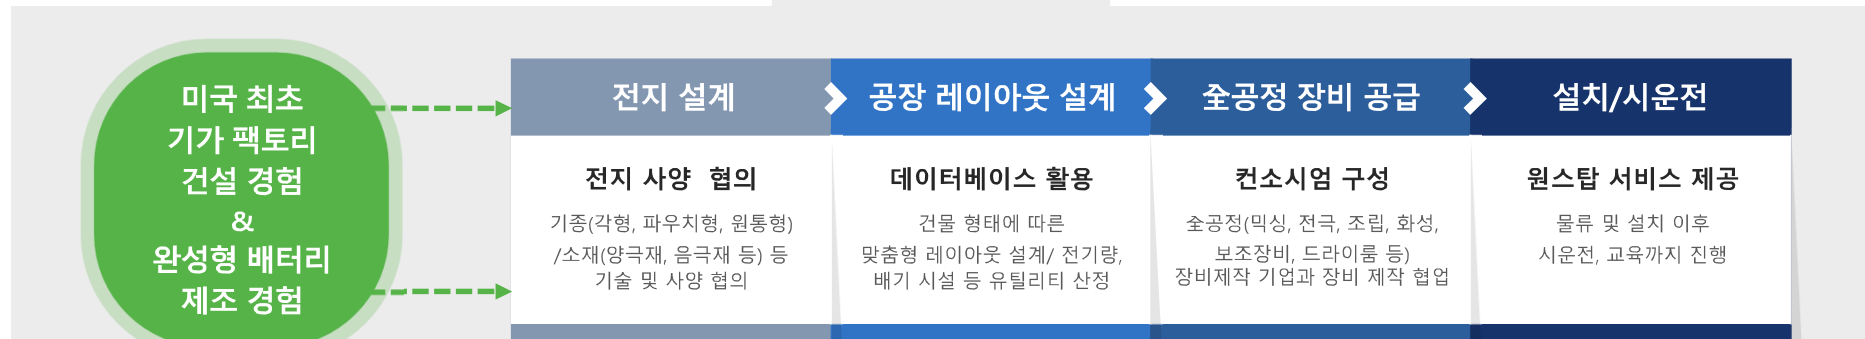 미국 최초
기가 팩토리
건설 경험
&
완성형 배터리
제조 경험
전지 설계
공장 레이아웃 설계
全공정 장비 공급
설치/시운전
전지 사양 협의
기종(각형, 파우치형, 원통형)
/소재(양극재, 음극재 등) 등
기술 및 사양 협의
데이터베이스 활용
건물 형태에 따른
맞춤형 레이아웃 설계/ 전기량,
배기 시설 등 유틸리티 산정
컨소시엄 구성
全공정(믹싱, 전극, 조립, 화성,
보조장비, 드라이룸 등)
장비제작 기업과 장비 제작 협업
원스탑 서비스 제공
물류 및 설치 이후
시운전, 교육까지 진행